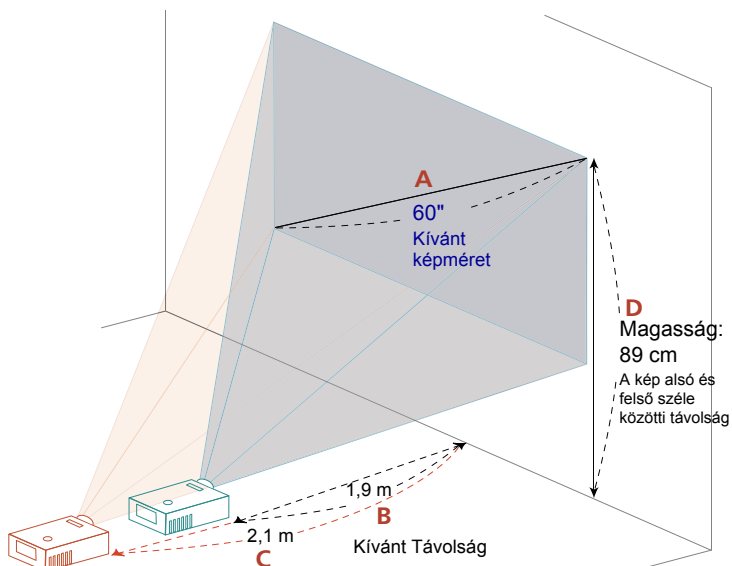 A
60"
Kívánt
képméret
D
Magasság:
89 cm
A kép alsó és
felső széle
közötti távolság
1,9 m
B
2,1 m
C
Kívánt Távolság